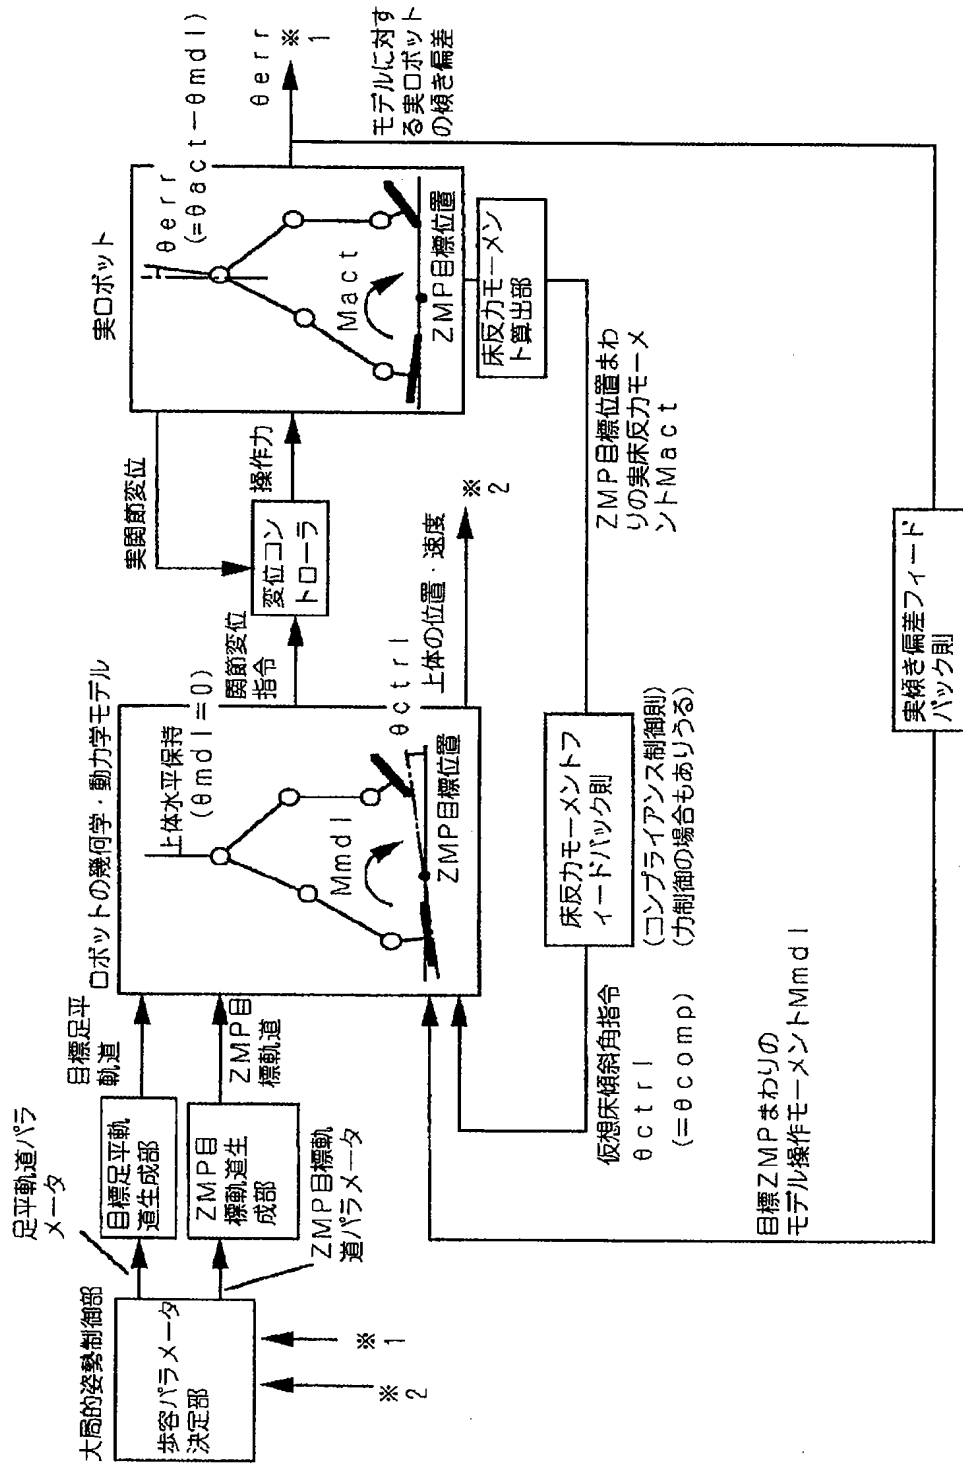 大局的姿勢制御部
歩容パラメータ
決定部
※
1
※
2
足平軌道パラ
メータ
目標足平軌
道生成部
ZMP目
標軌道生
成部
ZMP目標軌
道パラメータ
目標足平
軌道
ZMP目
標軌道
ロボットの幾何学・動力学モデル
上体水平保持
(θmdl=0)
Mmdl
ZMP目標位置
θctrl
関節変位
指令
上体の位置・速度
※
2
実関節変位
変位コン
トローラ
操作力
実ロボット
θerr
(=θact-θmdl)
Mact
ZMP目標位置
θerr
※
1
モデルに対す
る実ロボット
の傾き偏差
床反力モーメン
ト算出部
ZMP目標位置まわ
りの実床反力モーメ
ントMact
床反力モーメントフ
ィードバック則
(コンプライアンス制御則)
(力制御の場合もありうる)
仮想床傾斜角指令
θctrl
(=θcomp)
目標ZMPまわりの
モデル操作モーメントMmdl
実傾き偏差フィード
バック則